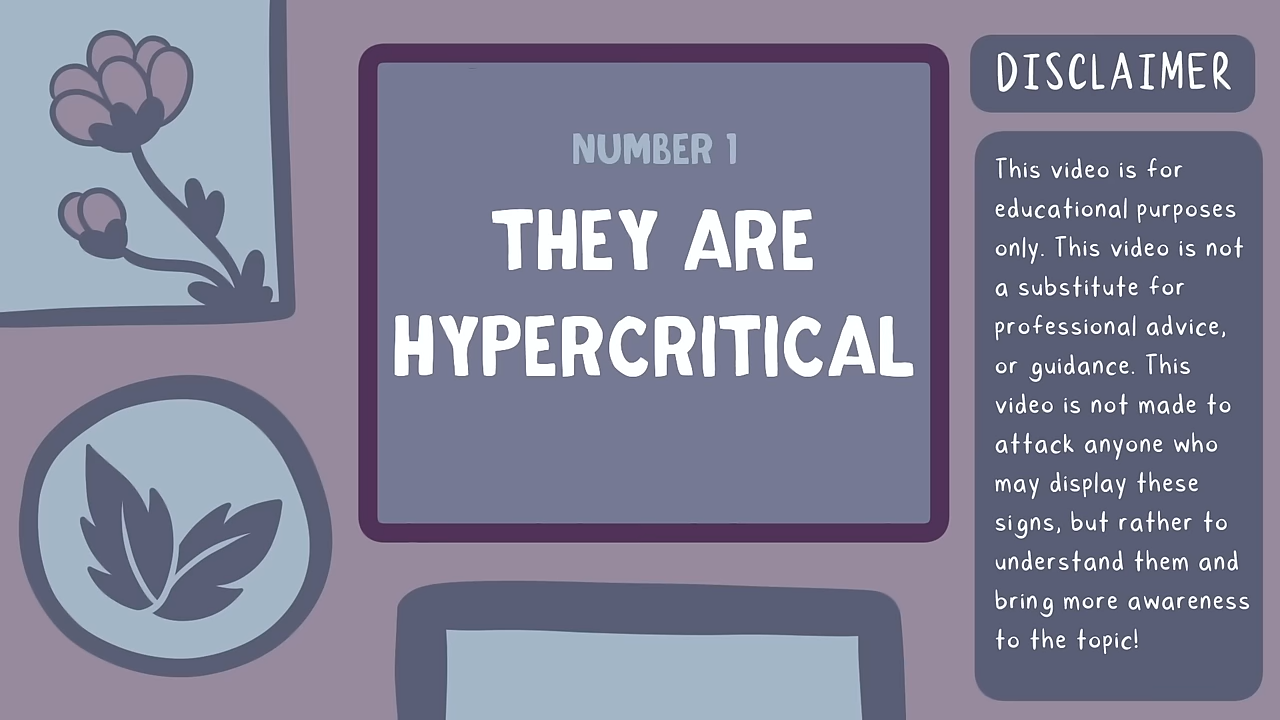 NUMBER 1
THEY ARE
HYPERCRITICAL
DISCLAIMER
This video is for
educational purposes
only. This video is not
a substitute for
professional advice,
or guidance. This
video is not made to
attack anyone who
may display these
signs, but rather to
understand them and
bring more awareness
to the topic!